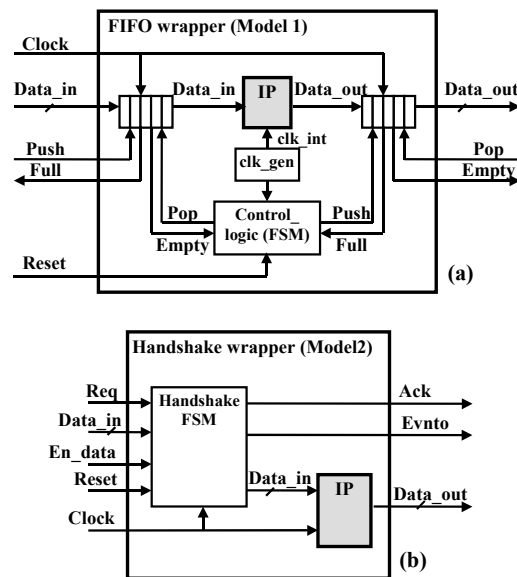 FIFO wrapper (Model 1)
Clock
Data_in
Data_in
IP
Data_out
Data_out
clk_int
Push
Full
clk_gen
Pop
Empty
Pop
Push
Control_
logic (FSM)
Empty
Full
Reset
(a)
Handshake wrapper (Model2)
Req
Handshake
FSM
Ack
Data_in
Evnto
En_data
Data_in
IP
Reset
Data_out
Clock
(b)